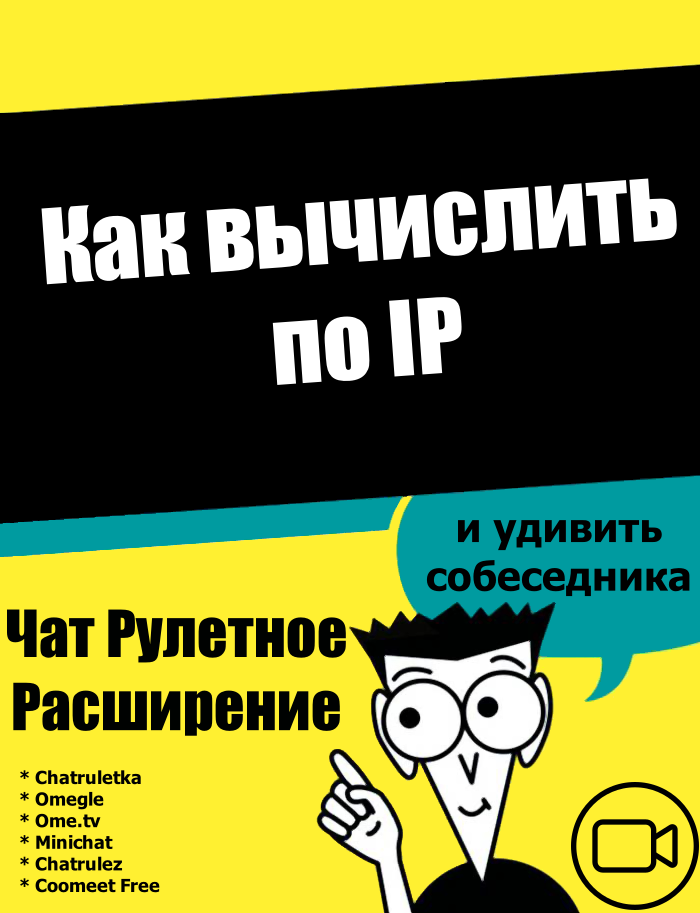 Как вычислить
по IP
и удивить
собеседника
Чат Рулетное
Расширение
* Chatruletka
* Omegle
* Ome.tv
* Minichat
* Chatrulez
* Coomeet Free